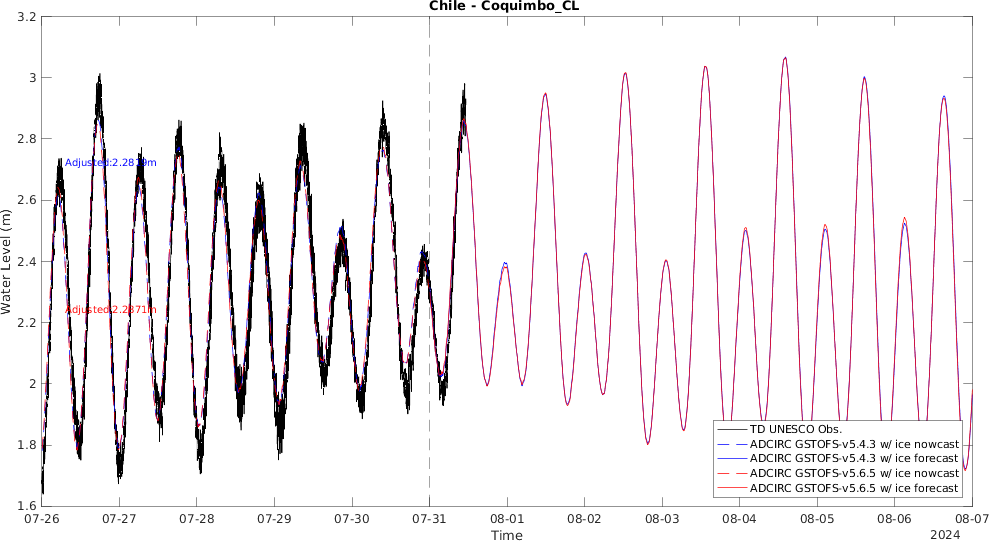 Chile - Coquimbo_CL
3.2
3
2.8
2.6
2.4
2.2
2
1.8
1.6
Water Level (m)
Adjusted:2.2819m
Adjusted:2.2371m
TD UNESCO Obs.
ADCIRC GSTOFS-v5.4.3 w/ ice nowcast
ADCIRC GSTOFS-v5.4.3 w/ ice forecast
ADCIRC GSTOFS-v5.6.5 w/ ice nowcast
ADCIRC GSTOFS-v5.6.5 w/ ice forecast
07-26 07-27 07-28 07-29 07-30 07-31 08-01 08-02 08-03 08-04 08-05 08-06 08-07
Time
2024